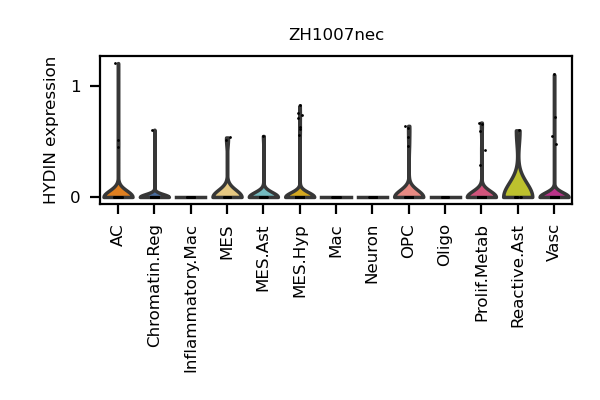 ZH1007nec
HYDIN expression
1
0
AC
Chromatin.Reg
Inflammatory.Mac
MES
MES.Ast
MES.Hyp
Mac
Neuron
OPC
Oligo
Prolif.Metab
Reactive.Ast
Vasc